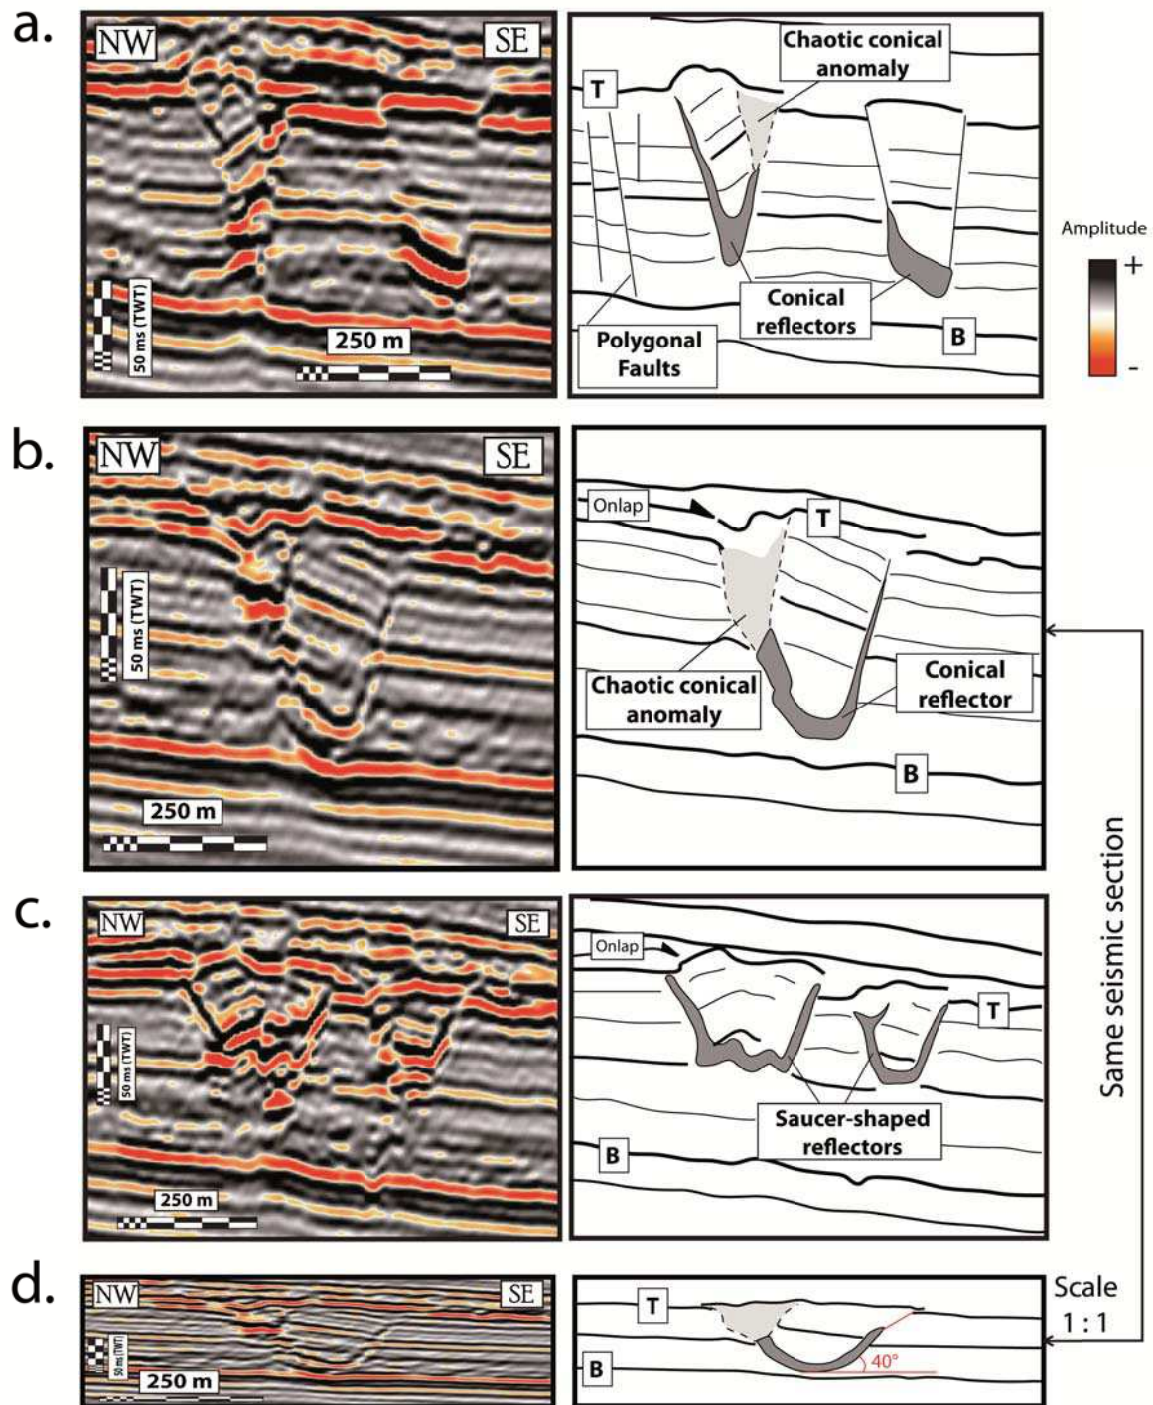 a.
NW
SE
50 ms (TWT)
250 m
T
Chaotic conical
anomaly
Conical
reflectors
Polygonal
Faults
B
Amplitude
+
-
b.
NW
SE
50 ms (TWT)
250 m
Onlap
T
Chaotic conical
anomaly
Conical
reflector
B
c.
NW
SE
50 ms (TWT)
250 m
Onlap
T
Saucer-shaped
reflectors
B
Same seismic section
d.
NW
SE
50 ms (TWT)
250 m
T
B
40°
Scale
1 : 1